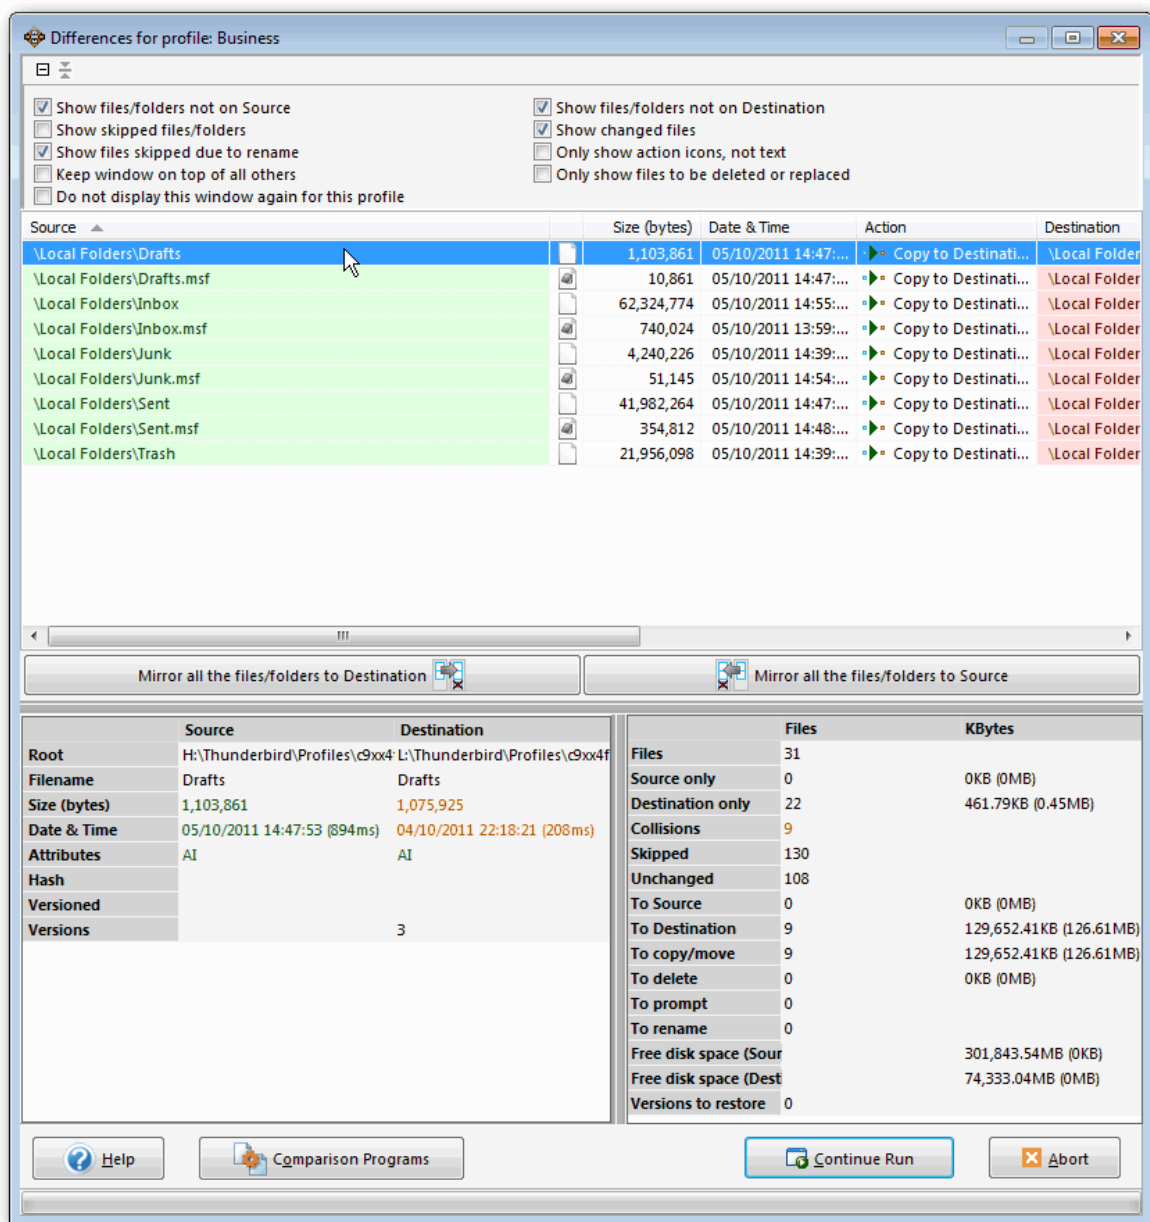 Differences for profile: Business
Show files/folders not on Source Show files/folders not on Destination
Show skipped files/folders Show changed files
Show files skipped due to rename Only show action icons, not text
Keep window on top of all others Only show files to be deleted or replaced
Do not display this window again for this profile
Source Size (bytes) Date & Time Action Destination
\Local Folders\Drafts 1,103,861 05/10/2011 14:47:... Copy to Destinati... \Local Folder
\Local Folders\Drafts.msf 10,861 05/10/2011 14:47:... Copy to Destinati... \Local Folder
\Local Folders\Inbox 62,324,774 05/10/2011 14:55:... Copy to Destinati... \Local Folder
\Local Folders\Inbox.msf 740,024 05/10/2011 13:59:... Copy to Destinati... \Local Folder
\Local Folders\Junk 4,240,226 05/10/2011 14:39:... Copy to Destinati... \Local Folder
\Local Folders\Junk.msf 51,145 05/10/2011 14:54:... Copy to Destinati... \Local Folder
\Local Folders\Sent 41,982,264 05/10/2011 14:47:... Copy to Destinati... \Local Folder
\Local Folders\Sent.msf 354,812 05/10/2011 14:48:... Copy to Destinati... \Local Folder
\Local Folders\Trash 21,956,098 05/10/2011 14:39:... Copy to Destinati... \Local Folder
Mirror all the files/folders to Destination Mirror all the files/folders to Source
Source Destination
Root H:\Thunderbird\Profiles\c9xx4 L:\Thunderbird\Profiles\c9xx4f
Filename Drafts Drafts
Size (bytes) 1,103,861 1,075,925
Date & Time 05/10/2011 14:47:53 (894ms) 04/10/2011 22:18:21 (208ms)
Attributes AI AI
Hash
Versioned
Versions 3
Files KBytes
Files 31
Source only 0 0KB (0MB)
Destination only 22 461.79KB (0.45MB)
Collisions 9
Skipped 130
Unchanged 108
To Source 0 0KB (0MB)
To Destination 9 129,652.41KB (126.61MB)
To copy/move 9 129,652.41KB (126.61MB)
To delete 0 0KB (0MB)
To prompt 0
To rename 0
Free disk space (Sour 301,843.54MB (0KB)
Free disk space (Desti 74,333.04MB (0MB)
Versions to restore 0
Help Comparison Programs Continue Run Abort